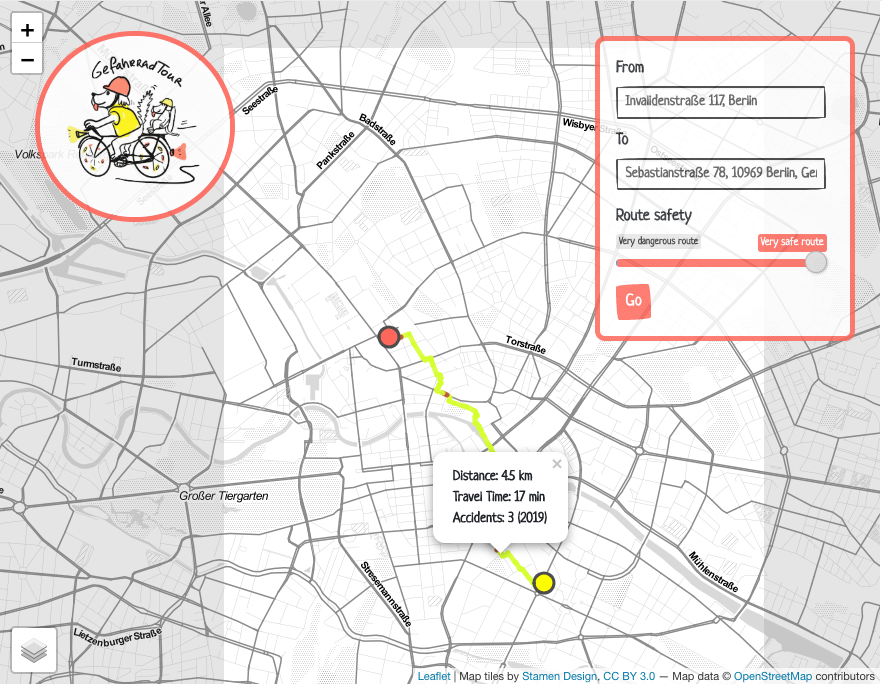 +
−
r Allee
GefahrradTour
Volkspark R
Seestraße
Badstraße
Pankstraße
Wisbyer Straße
From
Invalidenstraße 117, Berlin
To
Sebastianstraße 78, 10969 Berlin, Ger
Route safety
Very dangerous route
Very safe route
Go
Torstraße
Turmstraße
Großer Tiergarten
×
Distance: 4.5 km
Travel Time: 17 min
Accidents: 3 (2019)
Mühlenstraße
Stresemannstraße
Lietzenburger Straße
Leaflet | Map tiles by Stamen Design, CC BY 3.0 — Map data © OpenStreetMap contributors